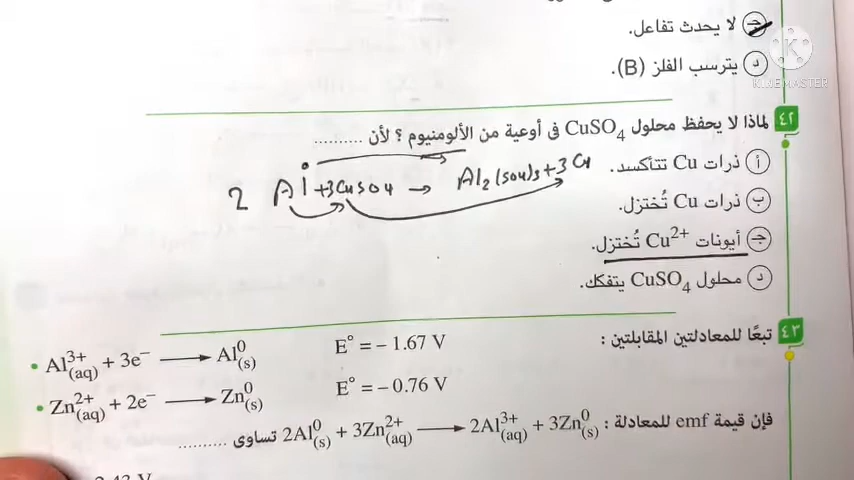 ج لا يحدث تفاعل.
د يترسب الفلز (B).
KINEMASTER
٤٢ لماذا لا يحفظ محلول CuSO4 فى أوعية من الألومنيوم ؟ لأن ..........
أ ذرات Cu تتأكسد.
2 Al + 3CuSO4 → Al2(SO4)3 + 3Cu
ب ذرات Cu تُختزل.
ج أيونات Cu2+ تُختزل.
د محلول CuSO4 يتفكك.
٤٣ تبعًا للمعادلتين المقابلتين :
• Al3+(aq) + 3e− → Al0(s) E° = − 1.67 V
• Zn2+(aq) + 2e− → Zn0(s) E° = − 0.76 V
فإن قيمة emf للمعادلة : 2Al0(s) + 3Zn2+(aq) → 2Al3+(aq) + 3Zn0(s) تساوى ..........